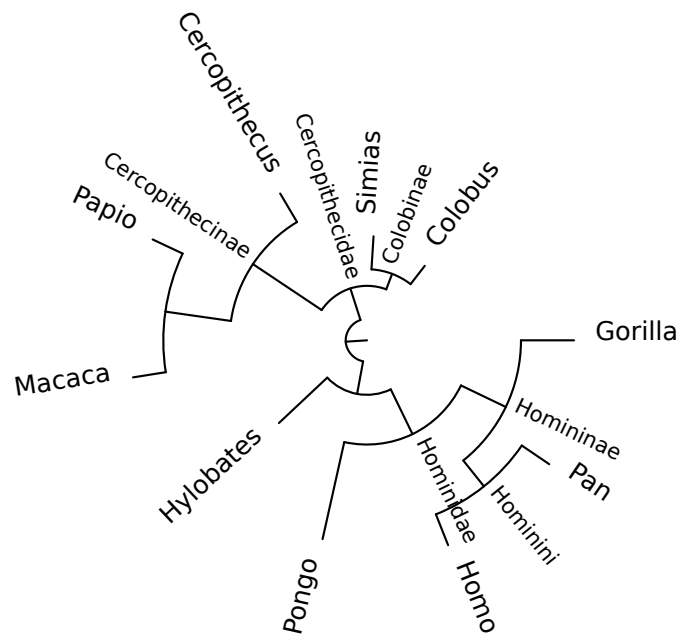 Cercopithecus
Cercopithecidae
Simias
Colobinae
Colobus
Cercopithecinae
Papio
Gorilla
Macaca
Homininae
Hylobates
Hominidae
Pan
Hominini
Pongo
Homo